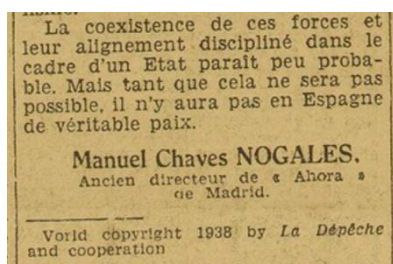 La coexistence de ces forces et
leur alignement discipliné dans le
cadre d'un Etat paraît peu proba-
ble. Mais tant que cela ne sera pas
possible, il n'y aura pas en Espagne
de véritable paix.
Manuel Chaves NOGALES.
Ancien directeur de « Ahora »
de Madrid.
Vorld copyright 1938 by La Dépêche
and cooperation